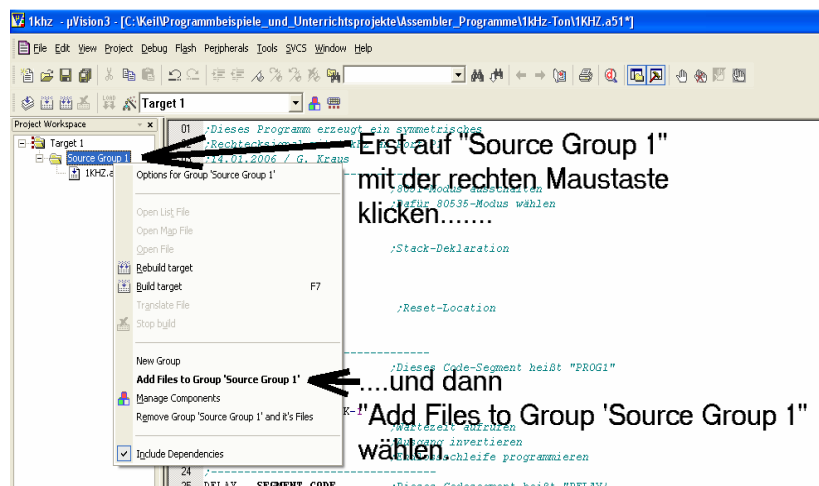 1khz - µVision3 - [C:\Keil\Programmbeispiele_und_Unterrichtsprojekte\Assembler_Programme\1kHz-Ton\1KHZ.a51*]
File Edit View Project Debug Flash Peripherals Tools SVCS Window Help
Target 1
Project Workspace
Target 1
Source Group 1
1KHZ.a
01 ;Dieses Programm erzeugt ein symmetrisches
;Rechtecksignal
;14.01.2006 / G. Kraus
;8051-Modus ausschalten
;Dafür 80535-Modus wählen
;Stack-Deklaration
;Reset-Location
;Dieses Code-Segment heißt "PROG1"
;Wartezeit aufrufen
;Ausgang invertieren
programmieren
24 ;-----------------------------------
25 DELAY SEGMENT CODE ;Dieses Codesegment heißt "DELAY"
Options for Group 'Source Group 1'
Open List File
Open Map File
Open File
Rebuild target
Build target F7
Translate File
Stop build
New Group
Add Files to Group 'Source Group 1'
Manage Components
Remove Group 'Source Group 1' and it's Files
Include Dependencies
Erst auf "Source Group 1"
mit der rechten Maustaste
klicken.......
....und dann
"Add Files to Group 'Source Group 1"
wählen.